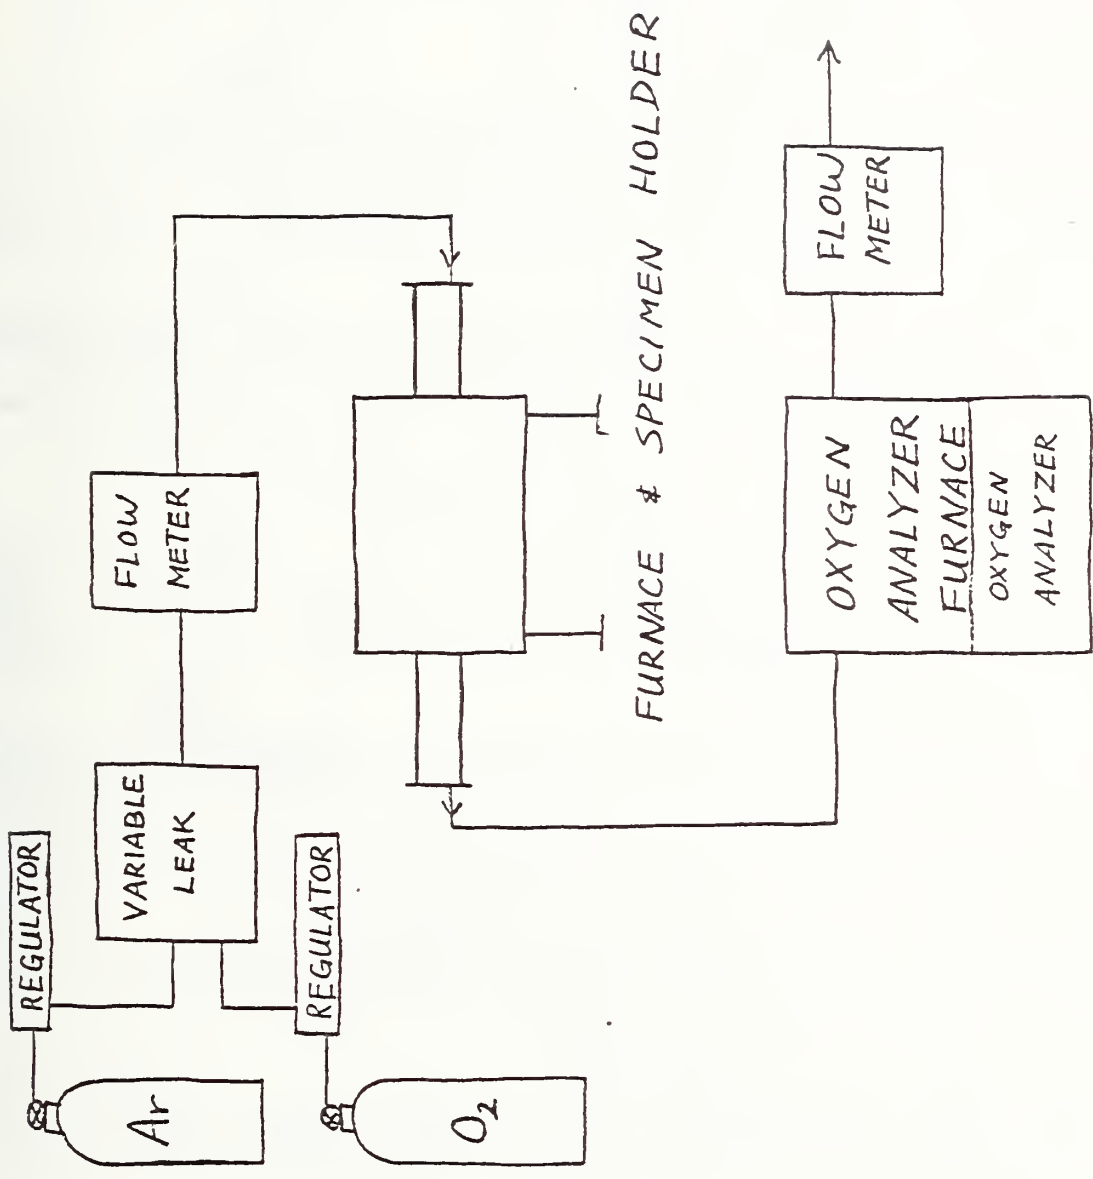 Ar
REGULATOR
O₂
REGULATOR
VARIABLE
LEAK
FLOW
METER
FURNACE & SPECIMEN HOLDER
OXYGEN
ANALYZER
FURNACE
OXYGEN
ANALYZER
FLOW
METER